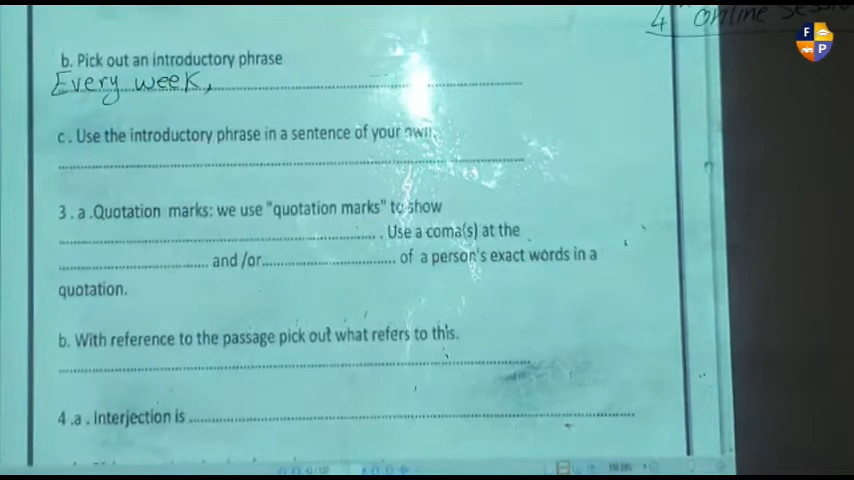 4th online Session
F
P
b. Pick out an introductory phrase
Every week,
c. Use the introductory phrase in a sentence of your own.
3 . a .Quotation marks: we use "quotation marks" to show
................................................ . Use a coma(s) at the
................................ and /or............................ of a person's exact words in a
quotation.
b. With reference to the passage pick out what refers to this.
4 .a . Interjection is ................................................